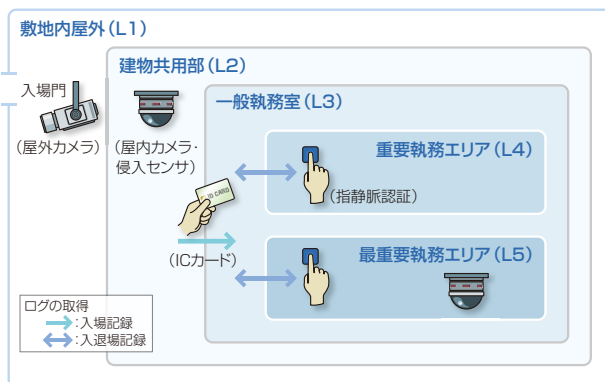 敷地内屋外(L1)
建物共用部(L2)
入場門
一般執務室(L3)
(屋外カメラ)
(屋内カメラ・
侵入センサ)
重要執務エリア(L4)
ID CARD
(指静脈認証)
(ICカード)
最重要執務エリア(L5)
ログの取得
:入場記録
:入退場記録